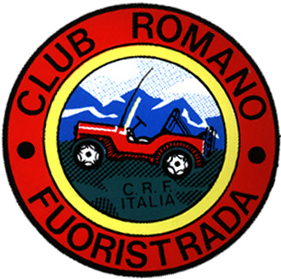 CLUB ROMANO
C. R. F.
ITALIA
FUORISTRADA